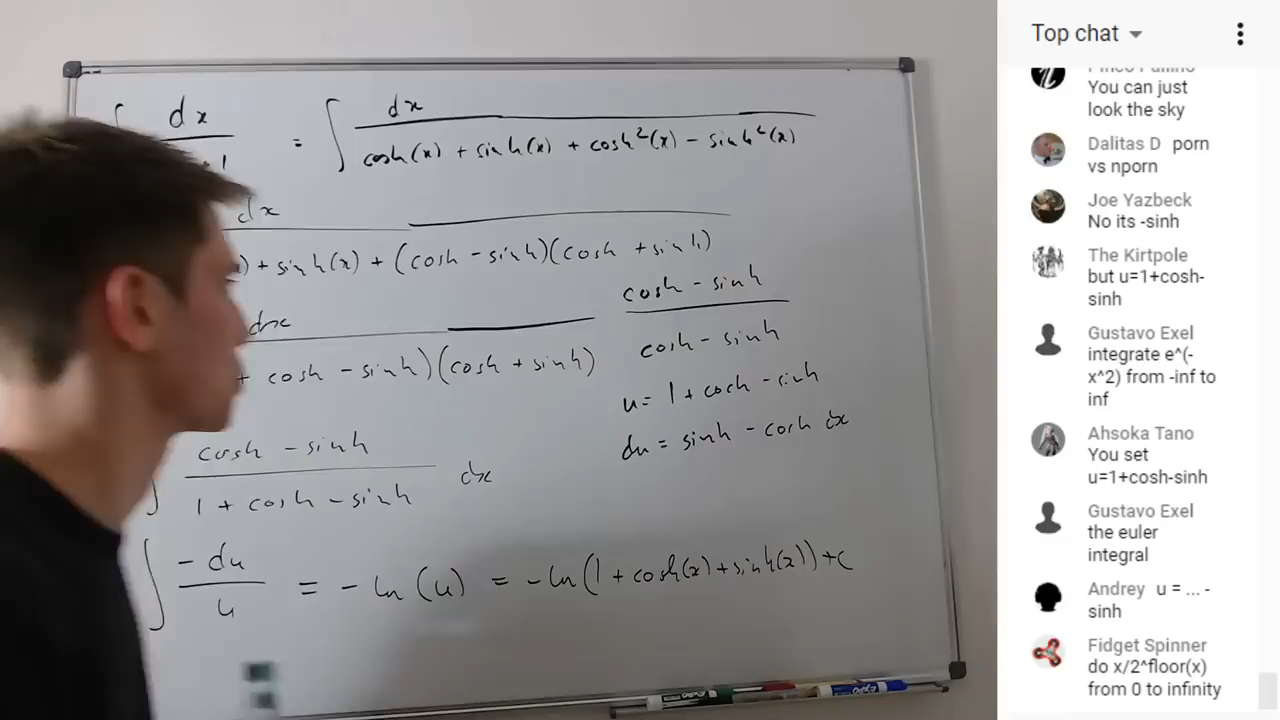 dx
= ∫ dx
cosh(x) + sinh(x) + cosh²(x) - sinh²(x)
dx
) + sinh(x) + (cosh - sinh)(cosh + sinh)
dx
+ cosh - sinh)(cosh + sinh)
cosh - sinh
cosh - sinh
u = 1 + cosh - sinh
du = sinh - cosh dx
∫ cosh - sinh
1 + cosh - sinh
dx
∫ -du
u
= -ln(u) = -ln(1 + cosh(x) + sinh(x)) + C
Top chat
You can just
look the sky
Dalitas D porn
vs nporn
Joe Yazbeck
No its -sinh
The Kirtpole
but u=1+cosh-
sinh
Gustavo Exel
integrate e^(-
x^2) from -inf to
inf
Ahsoka Tano
You set
u=1+cosh-sinh
Gustavo Exel
the euler
integral
Andrey u = ... -
sinh
Fidget Spinner
do x/2^floor(x)
from 0 to infinity